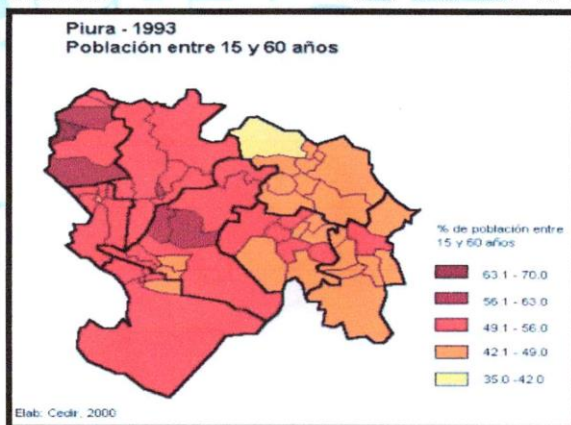 Piura - 1993
Población entre 15 y 60 años
% de población entre
15 y 60 años
63.1 - 70.0
56.1 - 63.0
49.1 - 56.0
42.1 - 49.0
35.0 -42.0
Elab: Cedir, 2000